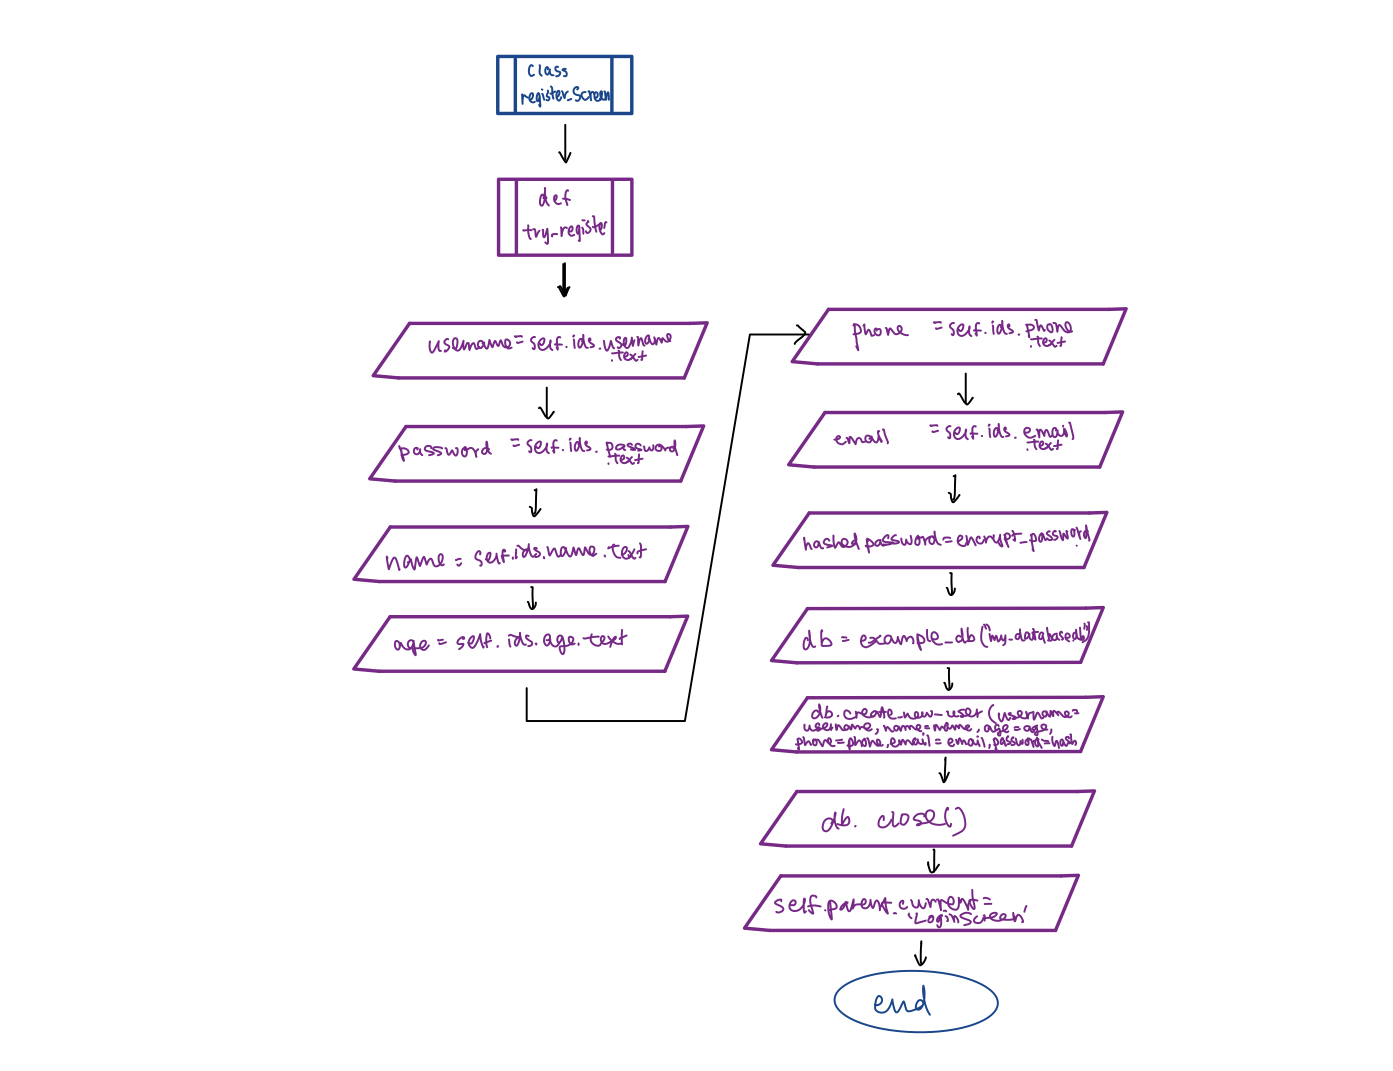 class
register_Screen
def
try_register
username = self.ids.username
.text
password = self.ids.password
.text
name = self.ids.name.text
age = self.ids.age.text
phone = self.ids.phone
.text
email = self.ids.email
.text
hashed password = encrypt_password
db = example_db("my_databasedb")
db.create_new_user (username=
username, name=name, age=age,
phone=phone, email=email, password=hash
db. close()
self.parent.current =
'LoginScreen'
end